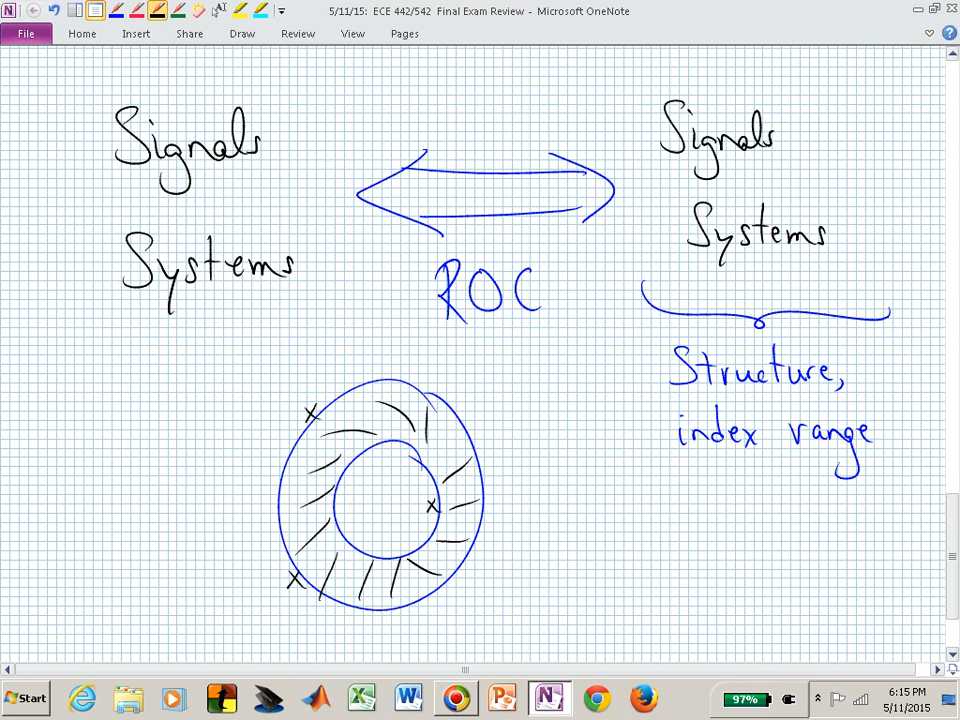 5/11/15: ECE 442/542 Final Exam Review - Microsoft OneNote
File Home Insert Share Draw Review View Pages
Signals
Signals
Systems
Systems
ROC
Structure,
index range
x
x
x
Start
97%
6:15 PM
5/11/2015